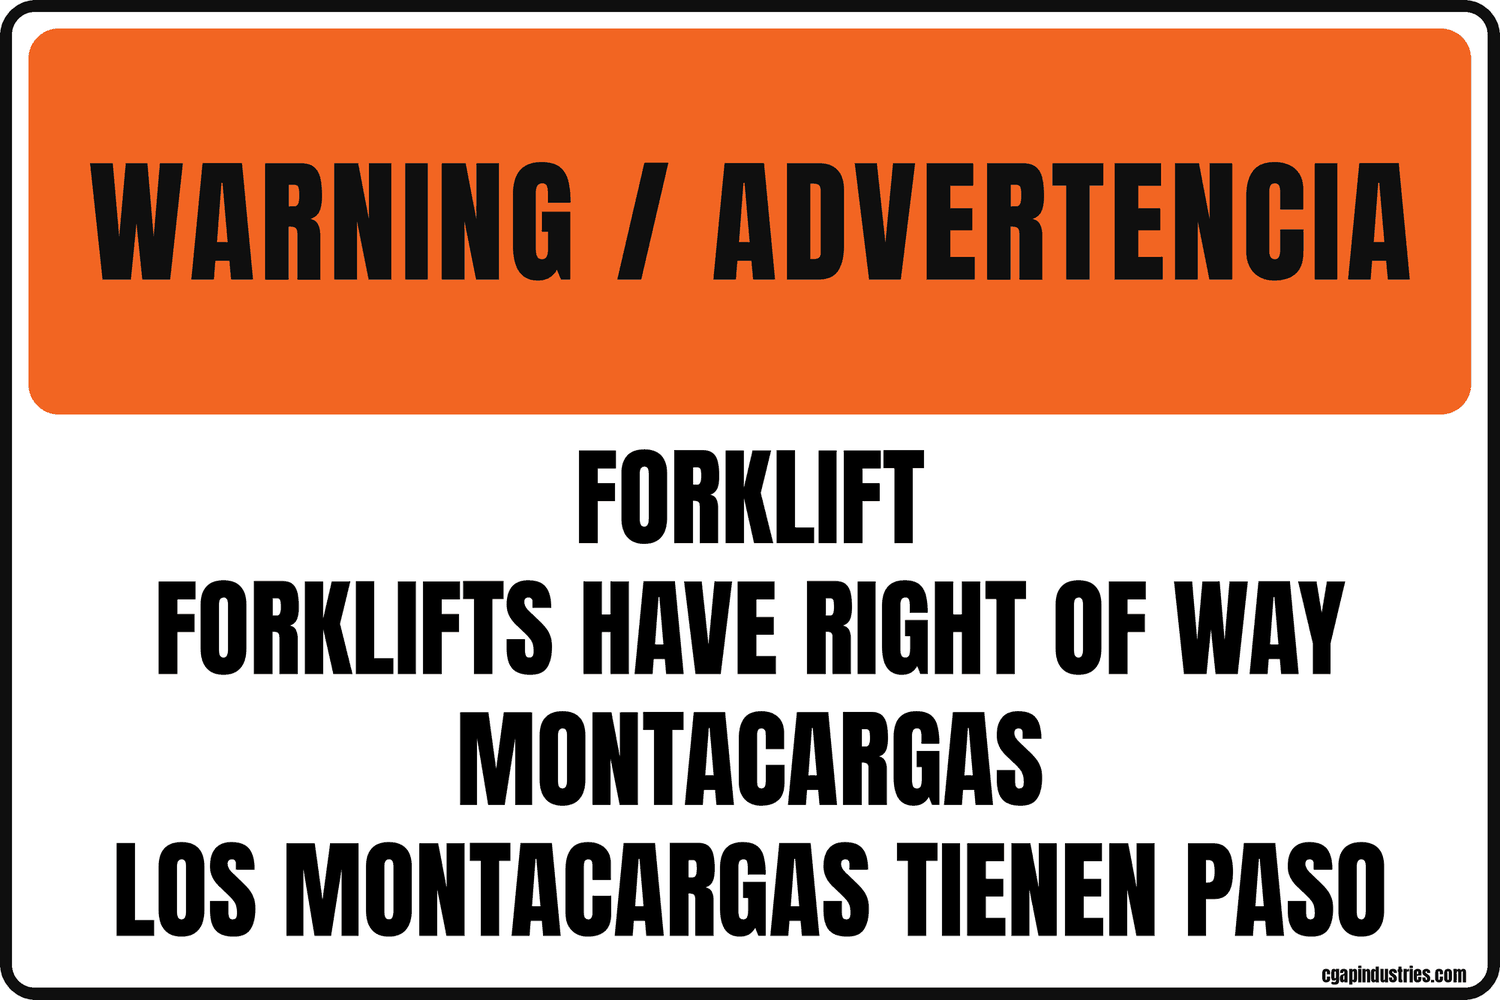 WARNING / ADVERTENCIA
FORKLIFT
FORKLIFTS HAVE RIGHT OF WAY
MONTACARGAS
LOS MONTACARGAS TIENEN PASO
cgapindustries.com